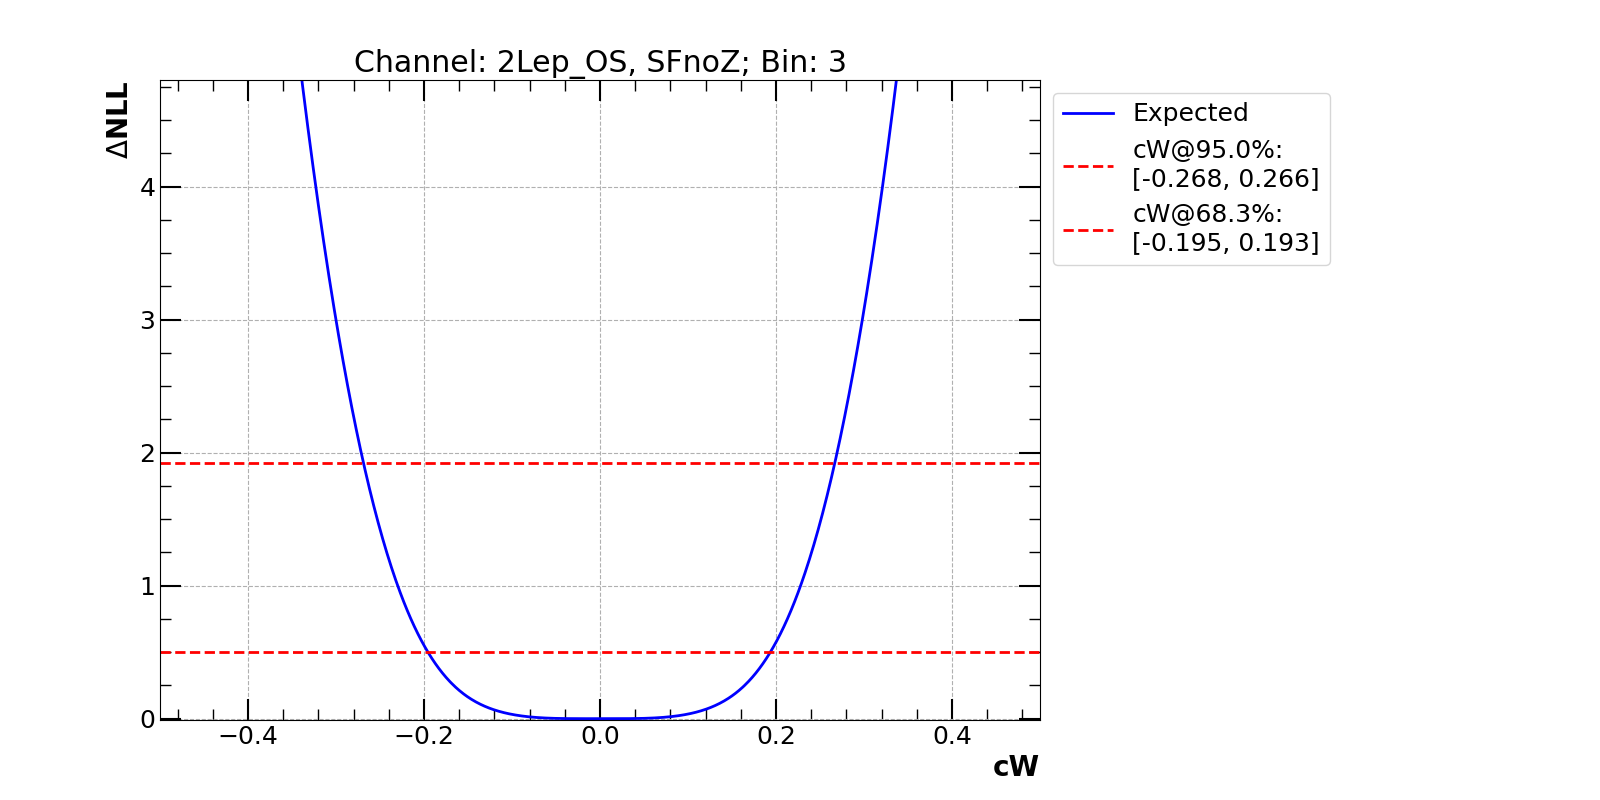 Channel: 2Lep_OS, SFnoZ; Bin: 3
ΔNLL
4
3
2
1
0
−0.4
−0.2
0.0
0.2
0.4
cW
Expected
cW@95.0%:
[-0.268, 0.266]
cW@68.3%:
[-0.195, 0.193]